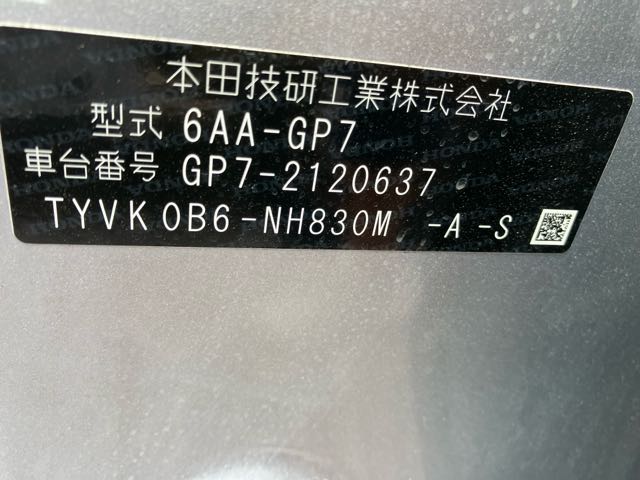 本田技研工業株式会社
型式 6AA-GP7
車台番号 GP7-2120637
TYVK0B6-NH830M -A -S